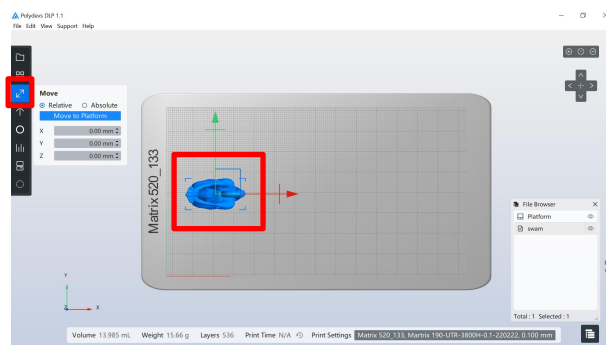 Polydevs DLP 1.1
File Edit View Support Help
Move
Relative Absolute
Move to Platform
X 0.00 mm
Y 0.00 mm
Z 0.00 mm
Matrix 520_133
File Browser
Platform
swam
Total : 1 Selected : 1
Y
Z X
Volume 13.985 mL Weight 15.66 g Layers 536 Print Time N/A Print Settings Matrix 520_133, Martrix 190-UTR-3800H-0.1-220222, 0.100 mm